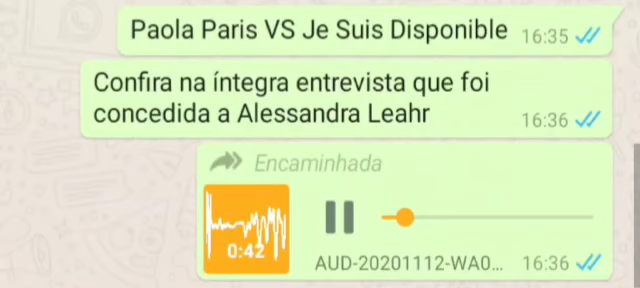 Paola Paris VS Je Suis Disponible 16:35
Confira na íntegra entrevista que foi
concedida a Alessandra Leahr 16:36
Encaminhada
0:42
AUD-20201112-WA0... 16:36